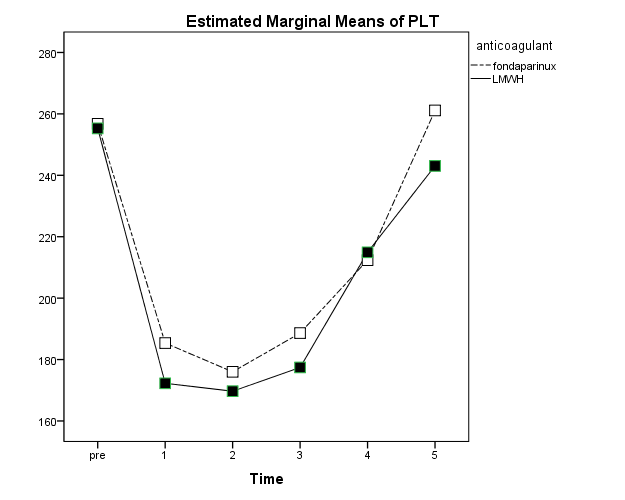 Estimated Marginal Means of PLT
anticoagulant
fondaparinux
LMWH
280
260
240
220
200
180
160
pre 1 2 3 4 5
Time